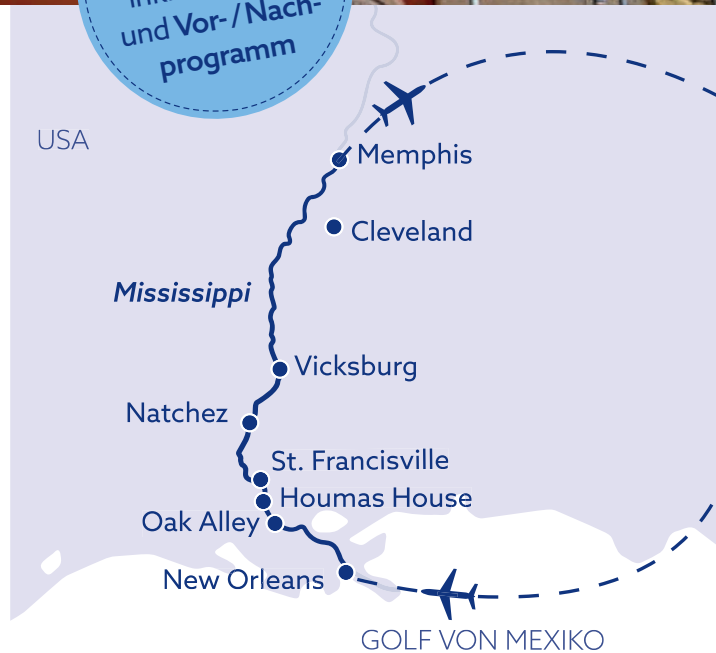 und Vor- / Nach-
programm
USA
Memphis
Cleveland
Mississippi
Vicksburg
Natchez
St. Francisville
Houmas House
Oak Alley
New Orleans
GOLF VON MEXIKO